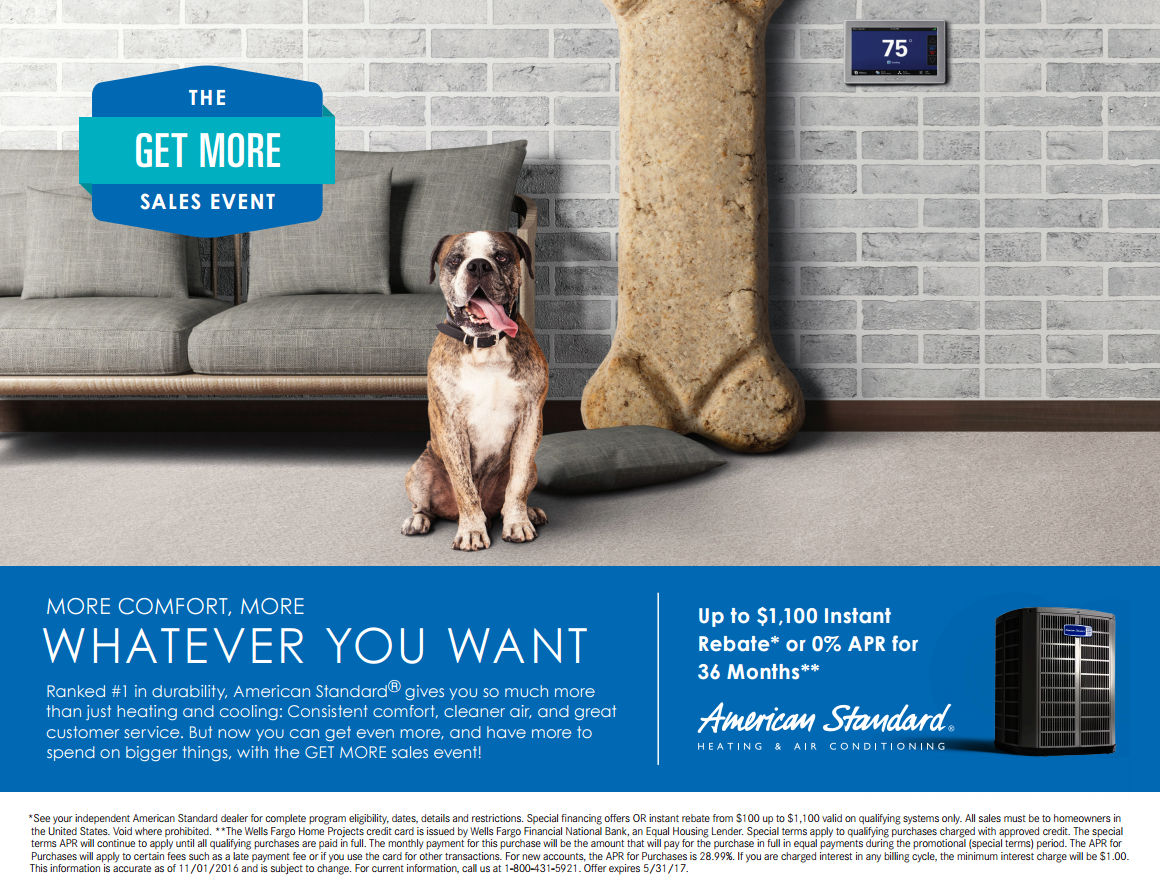 75°
THE
GET MORE
SALES EVENT
MORE COMFORT, MORE
WHATEVER YOU WANT
Ranked #1 in durability, American Standard® gives you so much more
than just heating and cooling: Consistent comfort, cleaner air, and great
customer service. But now you can get even more, and have more to
spend on bigger things, with the GET MORE sales event!
Up to $1,100 Instant
Rebate* or 0% APR for
36 Months**
American Standard®
HEATING & AIR CONDITIONING
*See your independent American Standard dealer for complete program eligibility, dates, details and restrictions. Special financing offers OR instant rebate from $100 up to $1,100 valid on qualifying systems only. All sales must be to homeowners in
the United States. Void where prohibited. **The Wells Fargo Home Projects credit card is issued by Wells Fargo Financial National Bank, an Equal Housing Lender. Special terms apply to qualifying purchases charged with approved credit. The special
terms APR will continue to apply until all qualifying purchases are paid in full. The monthly payment for this purchase will be the amount that will pay for the purchase in full in equal payments during the promotional (special terms) period. The APR for
Purchases will apply to certain fees such as a late payment fee or if you use the card for other transactions. For new accounts, the APR for Purchases is 28.99%. If you are charged interest in any billing cycle, the minimum interest charge will be $1.00.
This information is accurate as of 11/01/2016 and is subject to change. For current information, call us at 1-800-431-5921. Offer expires 5/31/17.